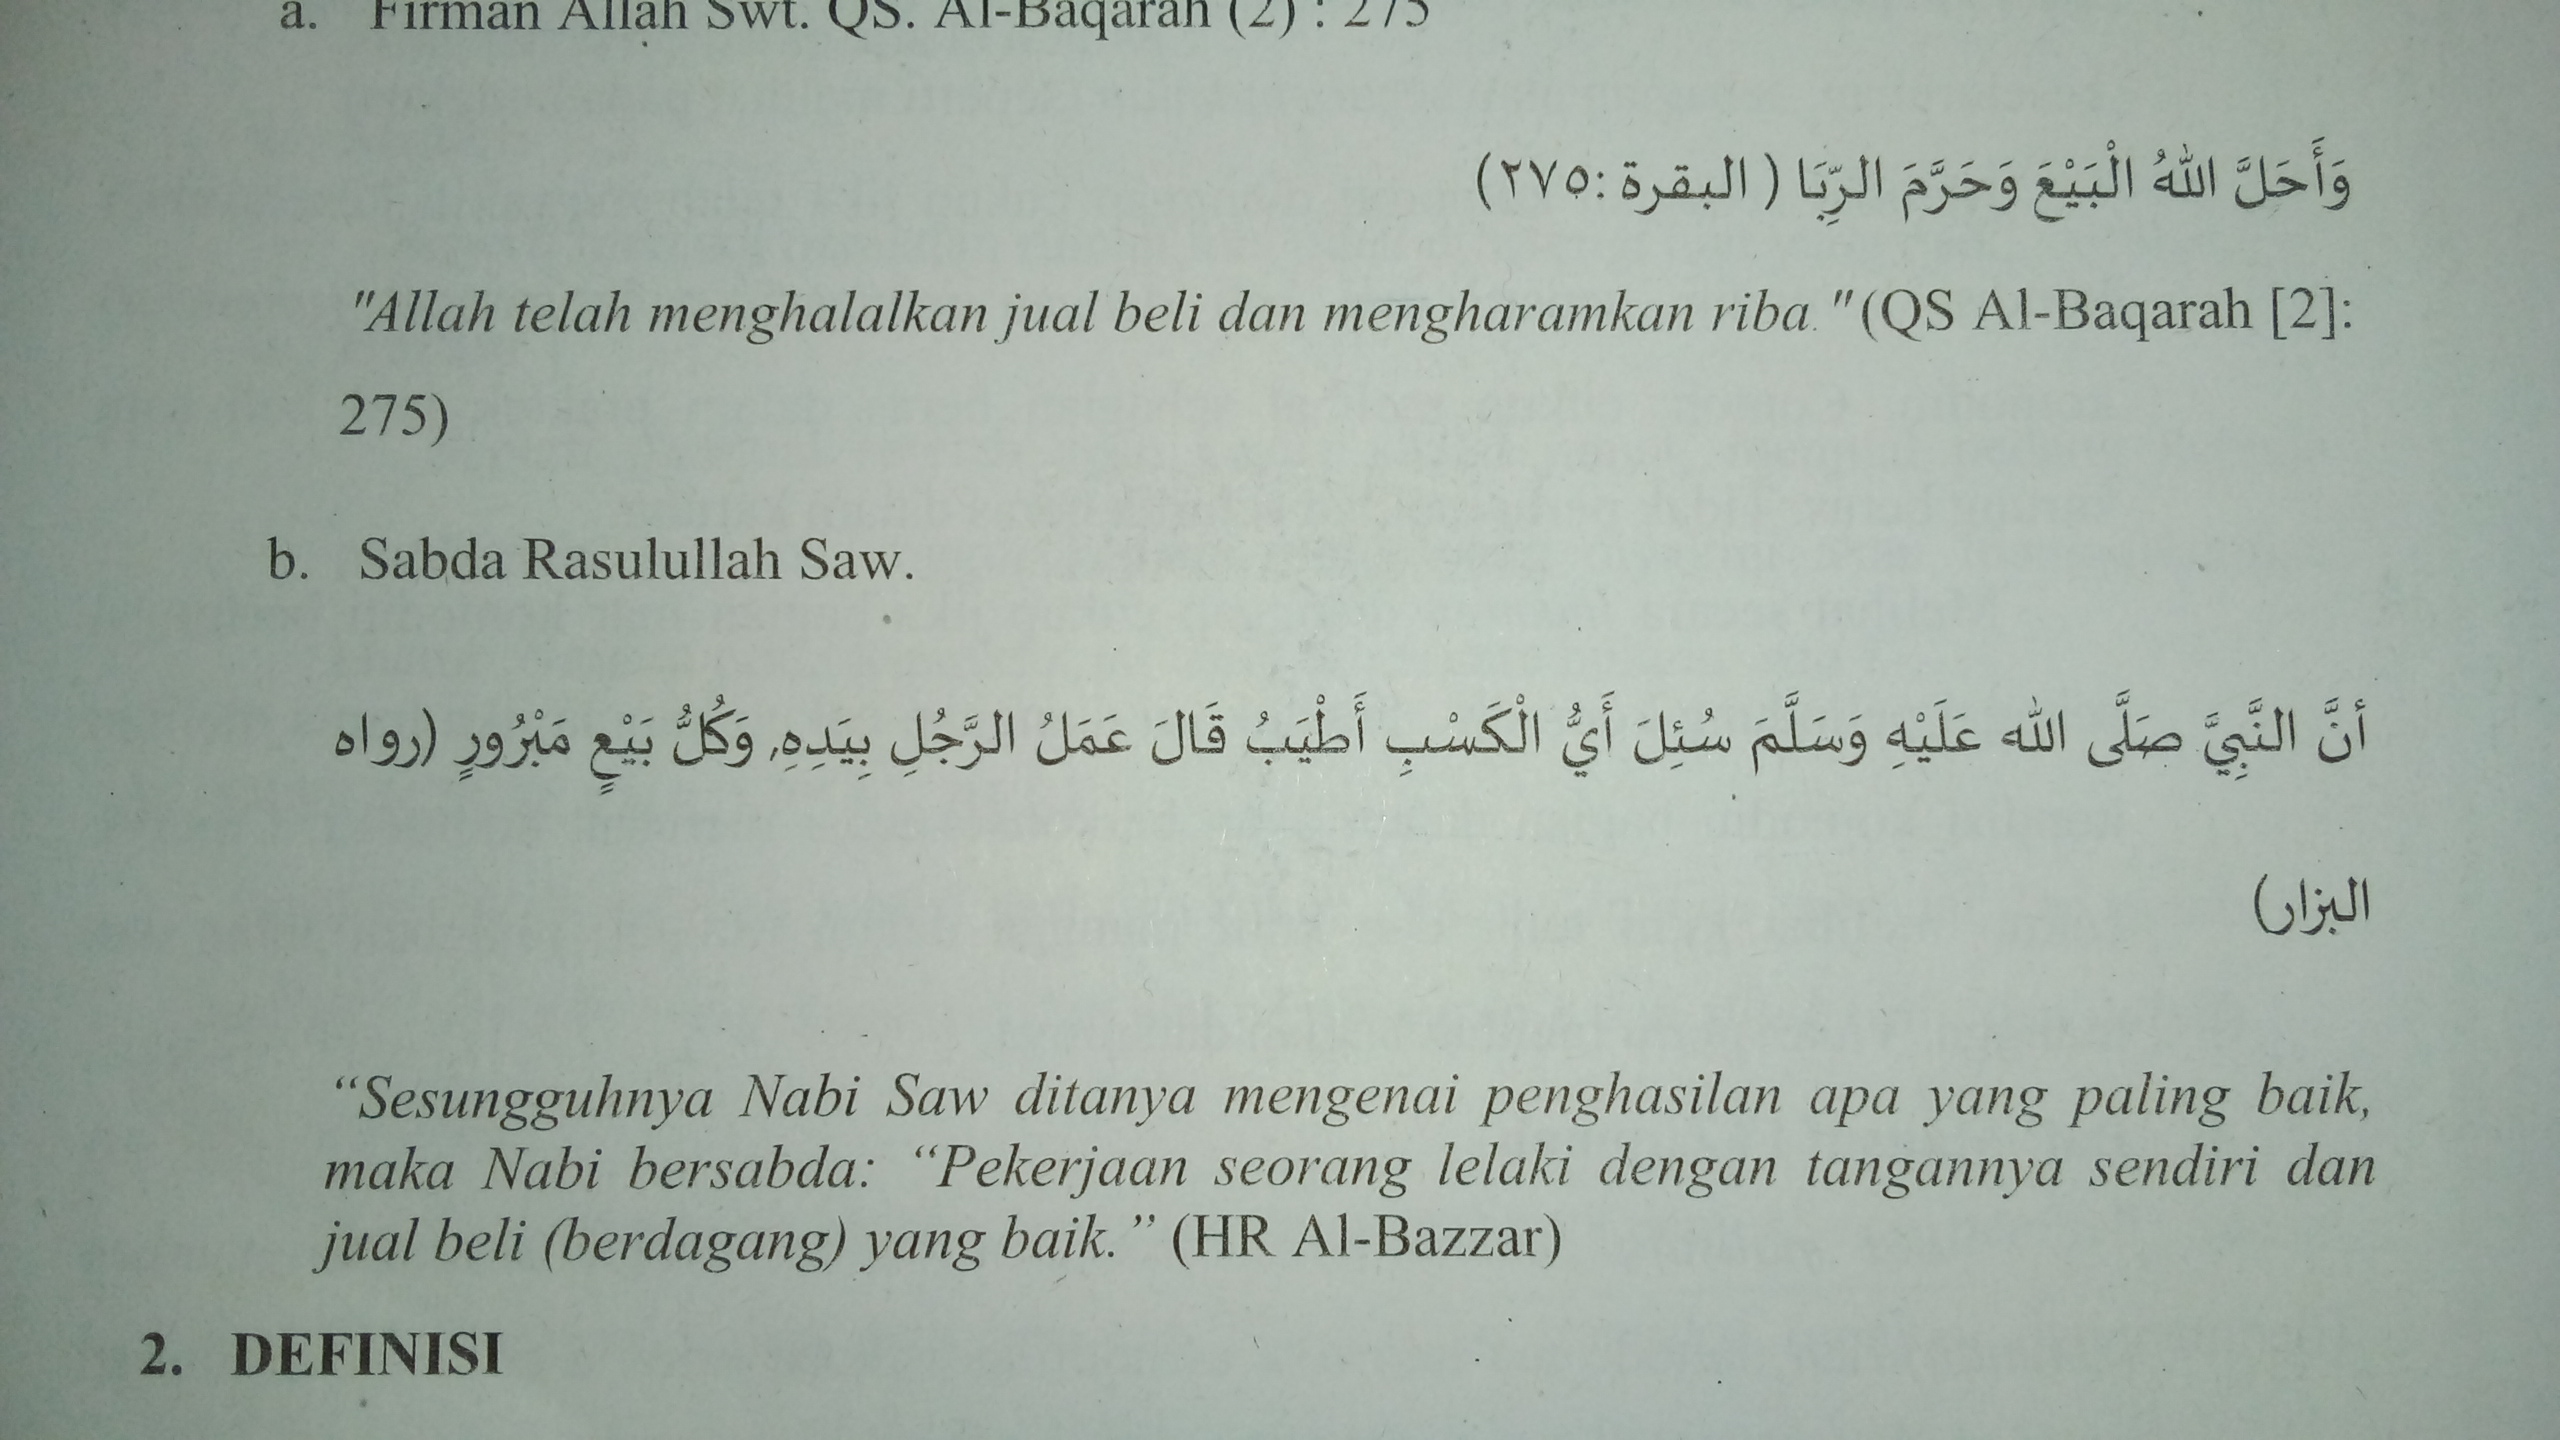 a. Firman Allah Swt. QS. Al-Baqarah (2) : 275
وَأَحَلَّ اللّٰهُ الْبَيْعَ وَحَرَّمَ الرِّبَا ( البقرة :٢٧٥)
"Allah telah menghalalkan jual beli dan mengharamkan riba."(QS Al-Baqarah [2]:
275)
b. Sabda Rasulullah Saw.
أنَّ النَّبِيَّ صَلَّى الله عَلَيْهِ وَسَلَّمَ سُئِلَ أَيُّ الْكَسْبِ أَطْيَبُ قَالَ عَمَلُ الرَّجُلِ بِيَدِهِ, وَكُلُّ بَيْعٍ مَبْرُورٍ (رواه
البزار)
“Sesungguhnya Nabi Saw ditanya mengenai penghasilan apa yang paling baik,
maka Nabi bersabda: “Pekerjaan seorang lelaki dengan tangannya sendiri dan
jual beli (berdagang) yang baik.” (HR Al-Bazzar)
2. DEFINISI